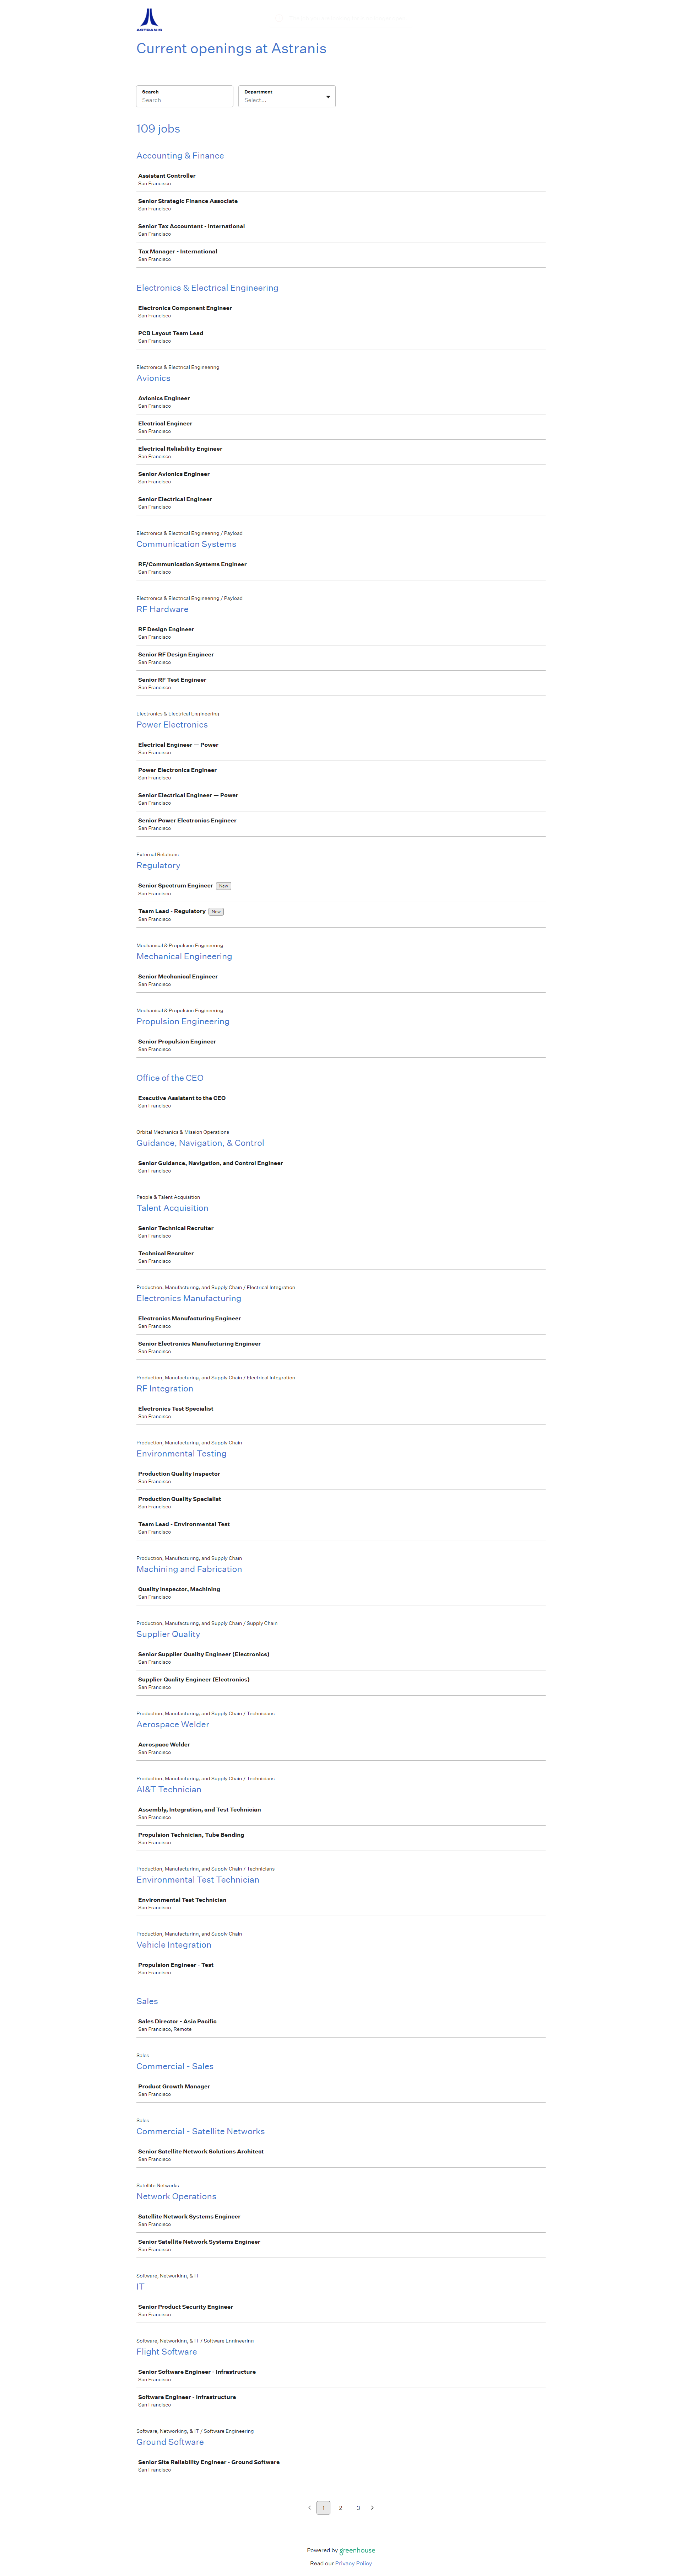 ASTRANIS
Current openings at Astranis
Search
Search
Department
Select...
109 jobs
Accounting & Finance
Assistant Controller
San Francisco
Senior Strategic Finance Associate
San Francisco
Senior Tax Accountant - International
San Francisco
Tax Manager - International
San Francisco
Electronics & Electrical Engineering
Electronics Component Engineer
San Francisco
PCB Layout Team Lead
San Francisco
Electronics & Electrical Engineering
Avionics
Avionics Engineer
San Francisco
Electrical Engineer
San Francisco
Electrical Reliability Engineer
San Francisco
Senior Avionics Engineer
San Francisco
Senior Electrical Engineer
San Francisco
Electronics & Electrical Engineering / Payload
Communication Systems
RF/Communication Systems Engineer
San Francisco
Electronics & Electrical Engineering / Payload
RF Hardware
RF Design Engineer
San Francisco
Senior RF Design Engineer
San Francisco
Senior RF Test Engineer
San Francisco
Electronics & Electrical Engineering
Power Electronics
Electrical Engineer — Power
San Francisco
Power Electronics Engineer
San Francisco
Senior Electrical Engineer — Power
San Francisco
Senior Power Electronics Engineer
San Francisco
External Relations
Regulatory
Senior Spectrum Engineer New
San Francisco
Team Lead - Regulatory New
San Francisco
Mechanical & Propulsion Engineering
Mechanical Engineering
Senior Mechanical Engineer
San Francisco
Mechanical & Propulsion Engineering
Propulsion Engineering
Senior Propulsion Engineer
San Francisco
Office of the CEO
Executive Assistant to the CEO
San Francisco
Orbital Mechanics & Mission Operations
Guidance, Navigation, & Control
Senior Guidance, Navigation, and Control Engineer
San Francisco
People & Talent Acquisition
Talent Acquisition
Senior Technical Recruiter
San Francisco
Technical Recruiter
San Francisco
Production, Manufacturing, and Supply Chain / Electrical Integration
Electronics Manufacturing
Electronics Manufacturing Engineer
San Francisco
Senior Electronics Manufacturing Engineer
San Francisco
Production, Manufacturing, and Supply Chain / Electrical Integration
RF Integration
Electronics Test Specialist
San Francisco
Production, Manufacturing, and Supply Chain
Environmental Testing
Production Quality Inspector
San Francisco
Production Quality Specialist
San Francisco
Team Lead - Environmental Test
San Francisco
Production, Manufacturing, and Supply Chain
Machining and Fabrication
Quality Inspector, Machining
San Francisco
Production, Manufacturing, and Supply Chain / Supply Chain
Supplier Quality
Senior Supplier Quality Engineer (Electronics)
San Francisco
Supplier Quality Engineer (Electronics)
San Francisco
Production, Manufacturing, and Supply Chain / Technicians
Aerospace Welder
Aerospace Welder
San Francisco
Production, Manufacturing, and Supply Chain / Technicians
AI&T Technician
Assembly, Integration, and Test Technician
San Francisco
Propulsion Technician, Tube Bending
San Francisco
Production, Manufacturing, and Supply Chain / Technicians
Environmental Test Technician
Environmental Test Technician
San Francisco
Production, Manufacturing, and Supply Chain
Vehicle Integration
Propulsion Engineer - Test
San Francisco
Sales
Sales Director - Asia Pacific
San Francisco, Remote
Sales
Commercial - Sales
Product Growth Manager
San Francisco
Sales
Commercial - Satellite Networks
Senior Satellite Network Solutions Architect
San Francisco
Satellite Networks
Network Operations
Satellite Network Systems Engineer
San Francisco
Senior Satellite Network Systems Engineer
San Francisco
Software, Networking, & IT
IT
Senior Product Security Engineer
San Francisco
Software, Networking, & IT / Software Engineering
Flight Software
Senior Software Engineer - Infrastructure
San Francisco
Software Engineer - Infrastructure
San Francisco
Software, Networking, & IT / Software Engineering
Ground Software
Senior Site Reliability Engineer - Ground Software
San Francisco
1 2 3
Powered by greenhouse
Read our Privacy Policy